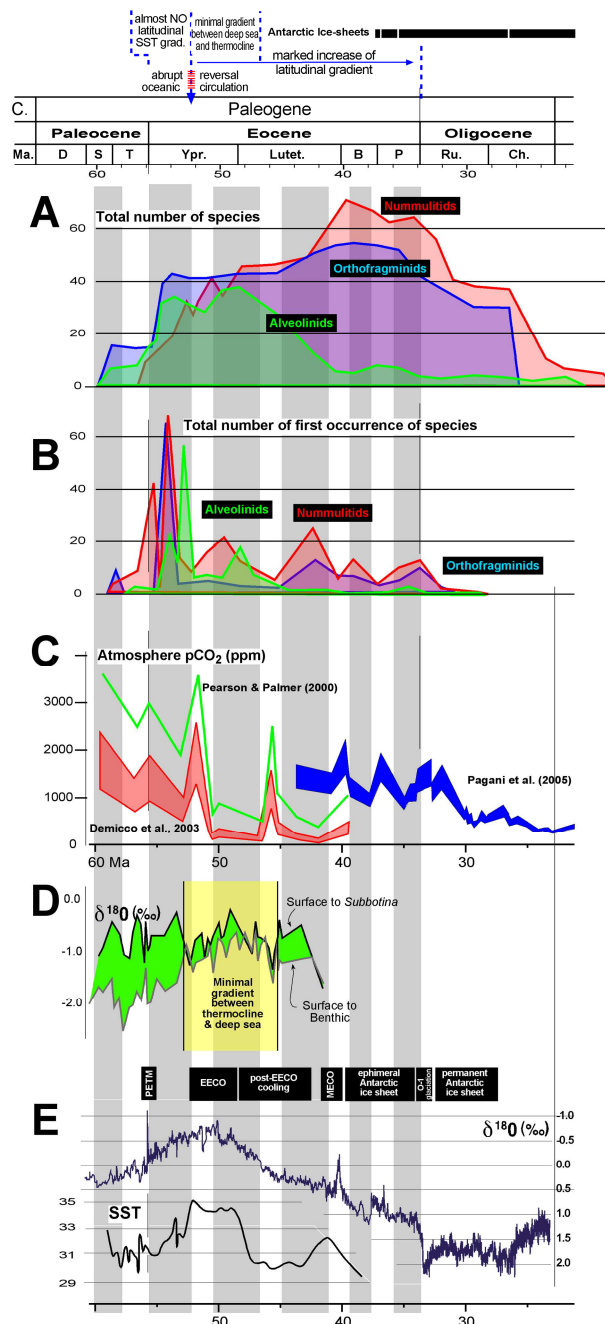 almost NO
latitudinal
SST grad.
minimal gradient
between deep sea
and thermocline
Antarctic Ice-sheets
marked increase of
latitudinal gradient
abrupt
oceanic
reversal
circulation
C.
Paleogene
Paleocene
Eocene
Oligocene
Ma.
D
S
T
Ypr.
Lutet.
B
P
Ru.
Ch.
60
50
40
30
A
Total number of species
Nummulitids
60
Orthofragminids
40
Alveolinids
20
0
B
Total number of first occurrence of species
60
40
Alveolinids
Nummulitids
20
Orthofragminids
0
C
Atmosphere pCO2 (ppm)
Pearson & Palmer (2000)
3000
2000
Pagani et al. (2005)
1000
Demicco et al., 2003
0
60 Ma
50
40
30
D
0.0
δ18O (‰)
Surface to Subbotina
-1.0
Minimal
gradient
between
thermocline
& deep sea
Surface to
Benthic
-2.0
PETM
EECO
post-EECO
cooling
MECO
ephimeral
Antarctic
ice sheet
O-1
glaciation
permanent
Antarctic
ice sheet
E
δ18O (‰)
-1.0
-0.5
0.0
0.5
SST
35
33
31
29
1.0
1.5
2.0
60
50
40
30